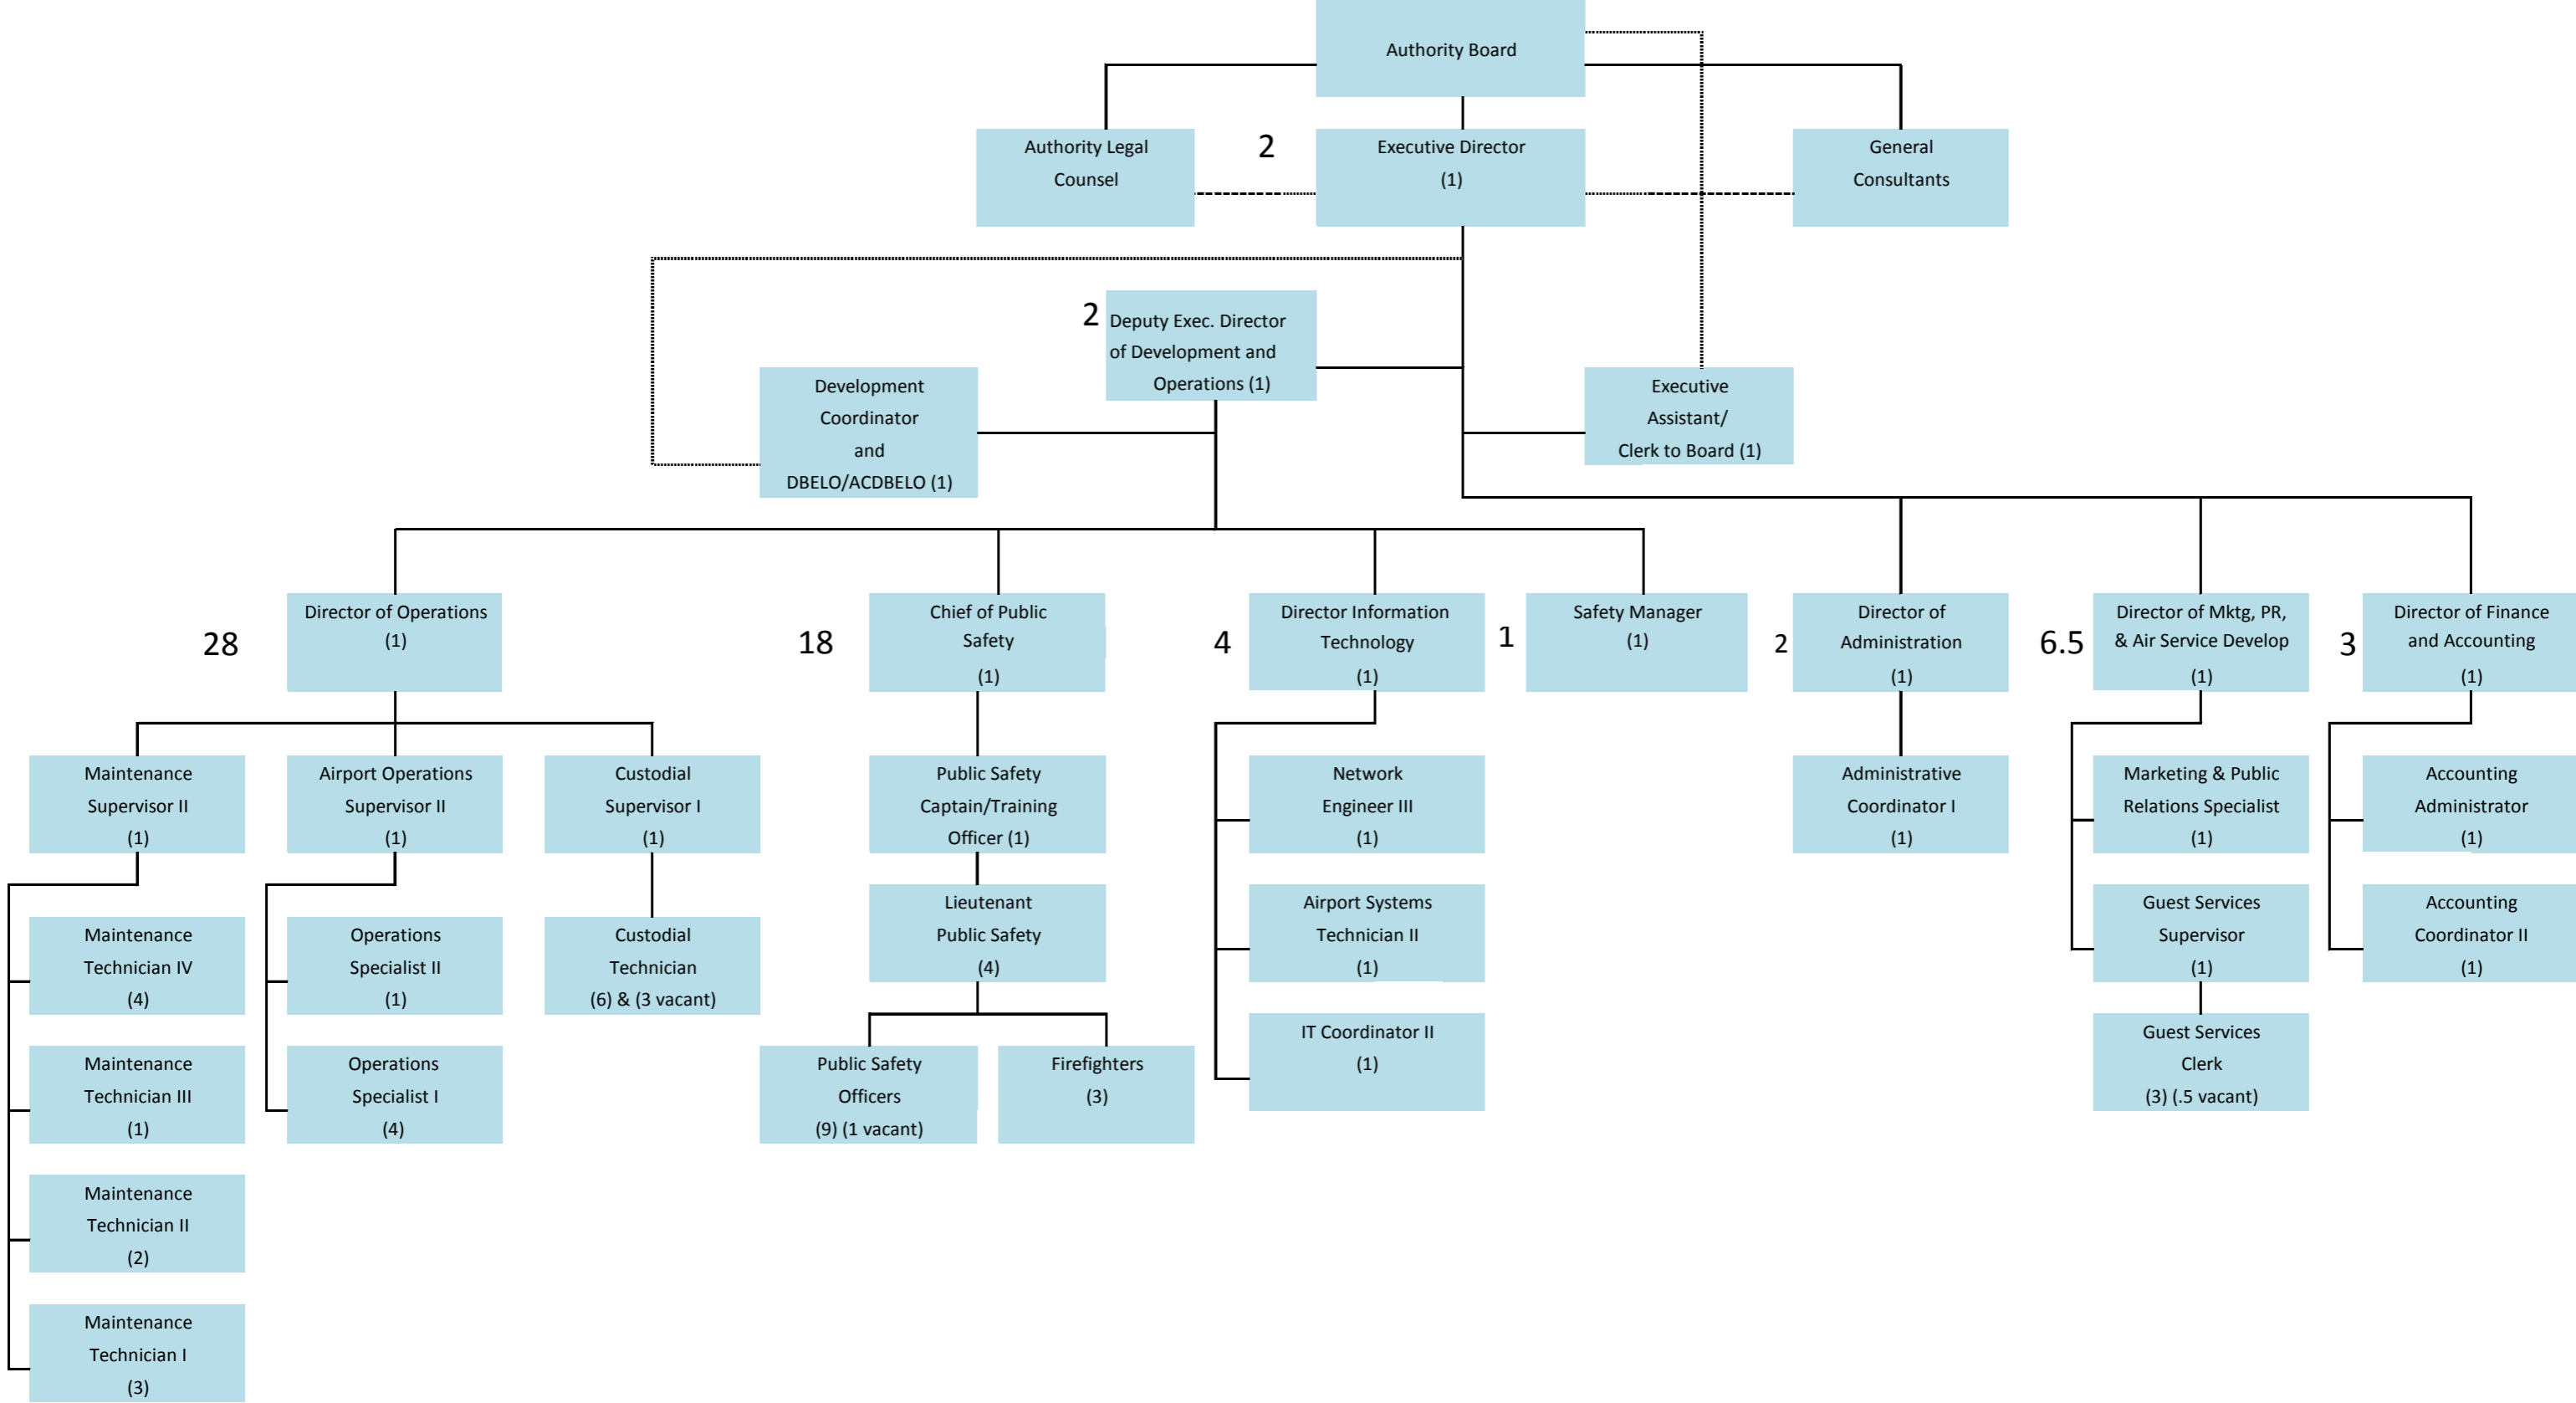 Authority Board
Authority Legal
Counsel
2
Executive Director
(1)
General
Consultants
2
Deputy Exec. Director
of Development and
Operations (1)
Development
Coordinator
and
DBELO/ACDBELO (1)
Executive
Assistant/
Clerk to Board (1)
28
Director of Operations
(1)
18
Chief of Public
Safety
(1)
4
Director Information
Technology
(1)
1
Safety Manager
(1)
2
Director of
Administration
(1)
6.5
Director of Mktg, PR,
& Air Service Develop
(1)
3
Director of Finance
and Accounting
(1)
Maintenance
Supervisor II
(1)
Airport Operations
Supervisor II
(1)
Custodial
Supervisor I
(1)
Public Safety
Captain/Training
Officer (1)
Network
Engineer III
(1)
Administrative
Coordinator I
(1)
Marketing & Public
Relations Specialist
(1)
Accounting
Administrator
(1)
Maintenance
Technician IV
(4)
Operations
Specialist II
(1)
Custodial
Technician
(6) & (3 vacant)
Lieutenant
Public Safety
(4)
Airport Systems
Technician II
(1)
Guest Services
Supervisor
(1)
Accounting
Coordinator II
(1)
Maintenance
Technician III
(1)
Operations
Specialist I
(4)
Public Safety
Officers
(9) (1 vacant)
Firefighters
(3)
IT Coordinator II
(1)
Guest Services
Clerk
(3) (.5 vacant)
Maintenance
Technician II
(2)
Maintenance
Technician I
(3)